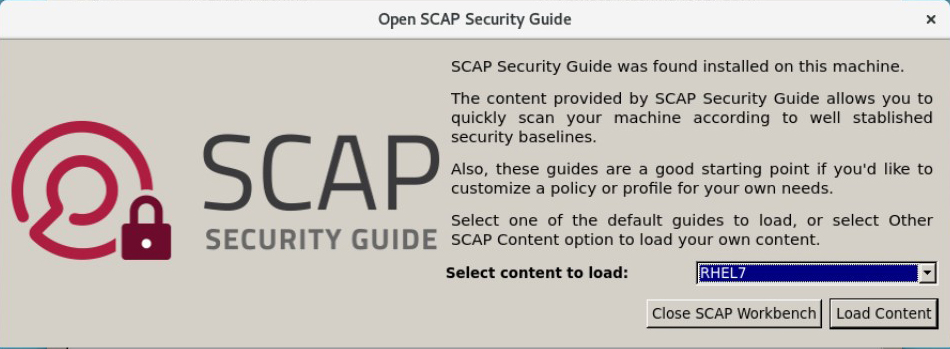 Open SCAP Security Guide
SCAP
SECURITY GUIDE
SCAP Security Guide was found installed on this machine.
The content provided by SCAP Security Guide allows you to
quickly scan your machine according to well stablished
security baselines.
Also, these guides are a good starting point if you'd like to
customize a policy or profile for your own needs.
Select one of the default guides to load, or select Other
SCAP Content option to load your own content.
Select content to load: RHEL7
Close SCAP Workbench Load Content